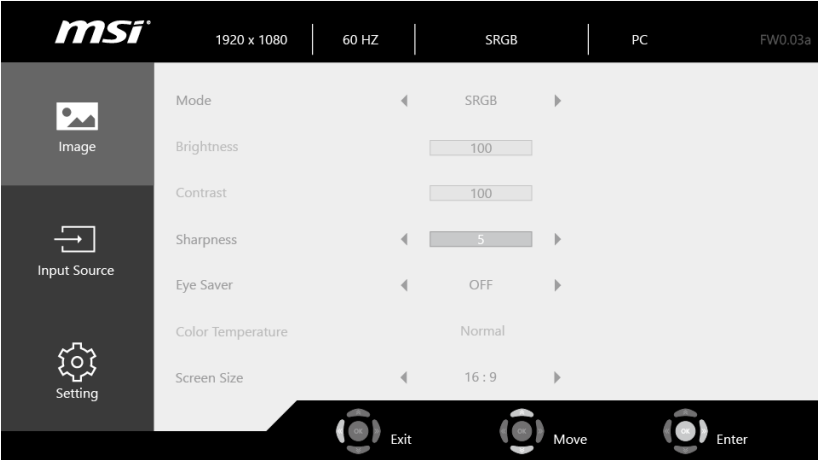 msi
1920 x 1080 60 HZ SRGB PC FW0.03a
Image
Input Source
Setting
Mode SRGB
Brightness 100
Contrast 100
Sharpness 5
Eye Saver OFF
Color Temperature Normal
Screen Size 16 : 9
OK Exit OK Move OK Enter